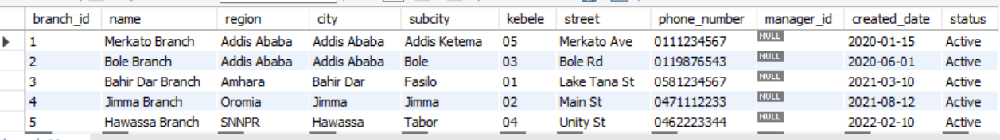 branch_id name region city subcity kebele street phone_number manager_id created_date status
1 Merkato Branch Addis Ababa Addis Ababa Addis Ketema 05 Merkato Ave 0111234567 NULL 2020-01-15 Active
2 Bole Branch Addis Ababa Addis Ababa Bole 03 Bole Rd 0119876543 NULL 2020-06-01 Active
3 Bahir Dar Branch Amhara Bahir Dar Fasilo 01 Lake Tana St 0581234567 NULL 2021-03-10 Active
4 Jimma Branch Oromia Jimma Jimma 02 Main St 0471112233 NULL 2021-08-12 Active
5 Hawassa Branch SNNPR Hawassa Tabor 04 Unity St 0462223344 NULL 2022-02-10 Active